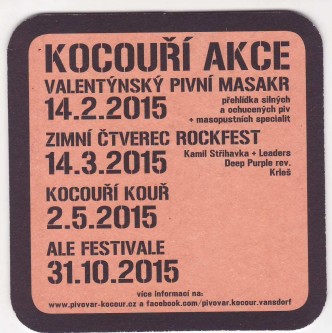 KOCOUŘÍ AKCE
VALENTÝNSKÝ PIVNÍ MASAKR
14.2.2015
přehlídka silných
a ochucených piv
+ masopustních specialit
ZIMNÍ ČTVEREC ROCKFEST
14.3.2015
Kamil Střihavka + Leaders
Deep Purple rev.
Krleš
KOCOUŘÍ KOUŘ
2.5.2015
ALE FESTIVALE
31.10.2015
více informací na:
www.pivovar-kocour.cz a facebook.com/pivovar.kocour.vansdorf